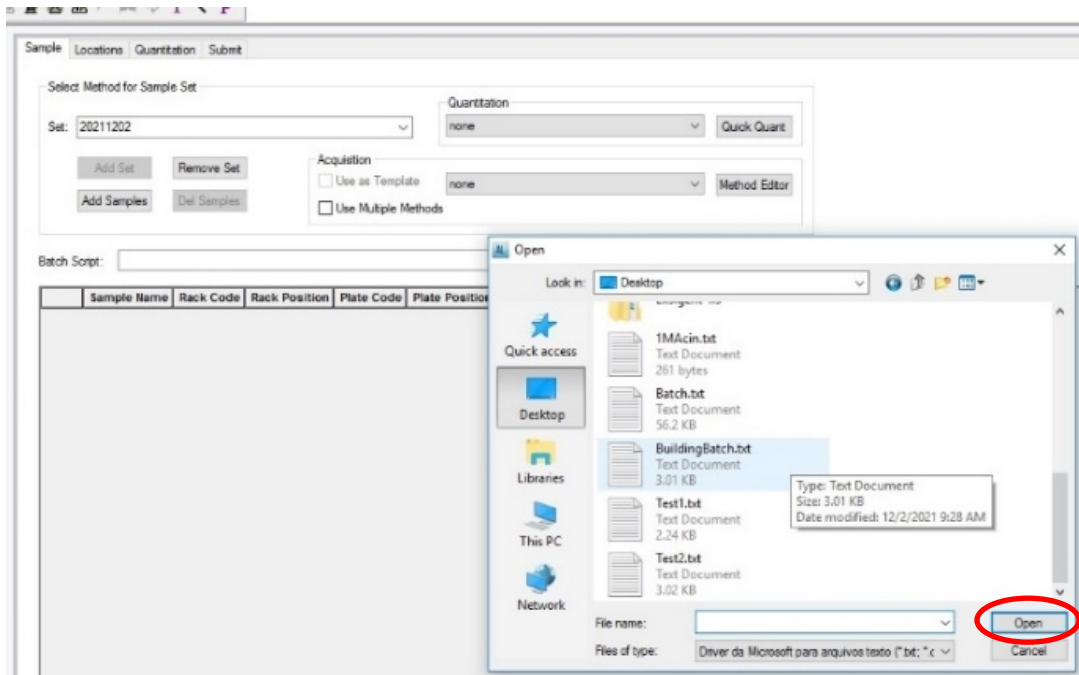 Sample Locations Quantitation Submit
Select Method for Sample Set
Quantitation
Set: 20211202 none Quick Quant
Acquisition
Add Set Remove Set Use as Template none Method Editor
Add Samples Del Samples Use Multiple Methods
Batch Script:
Sample Name Rack Code Rack Position Plate Code Plate Position
Open
Look in: Desktop
1MAcin.txt
Text Document
261 bytes
Quick access
Batch.txt
Text Document
56.2 KB
Desktop
BuildingBatch.txt
Text Document
3.01 KB
Libraries
Type: Text Document
Size: 3.01 KB
Date modified: 12/2/2021 9:28 AM
Test1.txt
Text Document
2.24 KB
This PC
Test2.txt
Text Document
3.02 KB
Network
File name: Open
Files of type: Driver da Microsoft para arquivos texto (*.txt; *.c Cancel